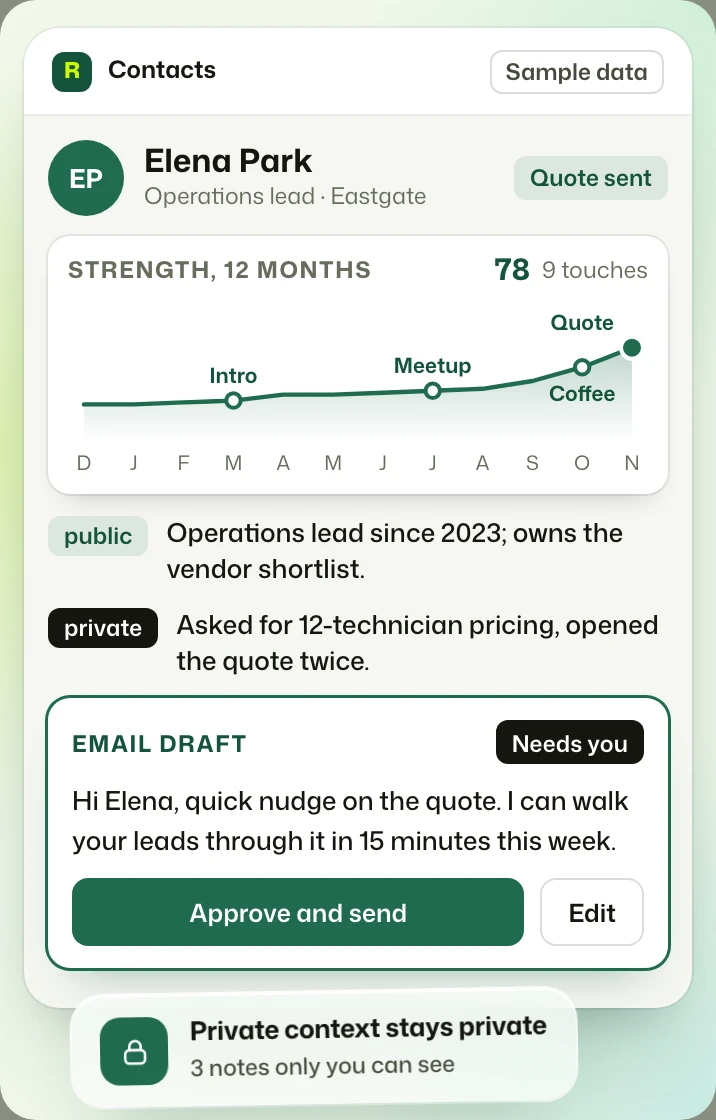 R
Contacts
Sample data
EP
Elena Park
Operations lead · Eastgate
Quote sent
STRENGTH, 12 MONTHS
78
9 touches
Quote
Meetup
Intro
Coffee
D J F M A M J J A S O N
public
Operations lead since 2023; owns the
vendor shortlist.
private
Asked for 12-technician pricing, opened
the quote twice.
EMAIL DRAFT
Needs you
Hi Elena, quick nudge on the quote. I can walk
your leads through it in 15 minutes this week.
Approve and send
Edit
Private context stays private
3 notes only you can see